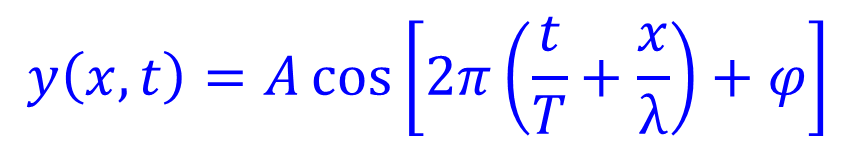 y(x, t) = A cos [2π (t/T + x/λ) + φ]